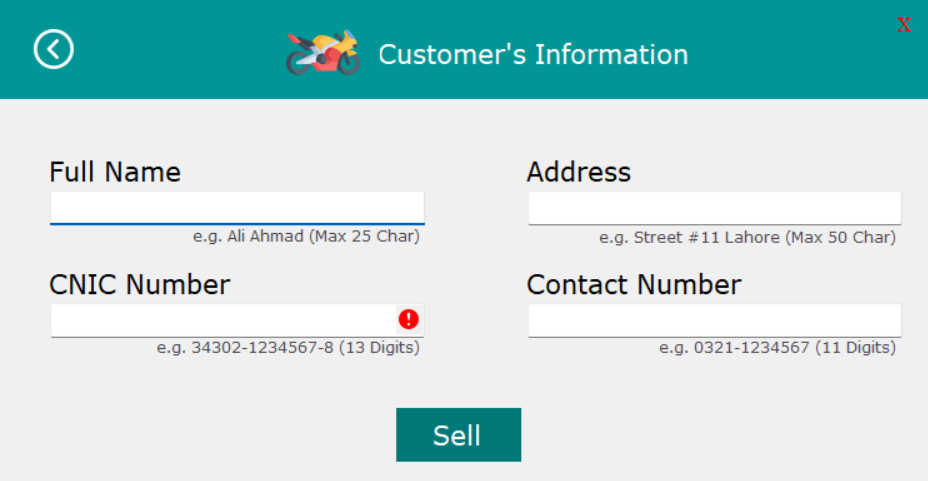 x
Customer's Information
Full Name
e.g. Ali Ahmad (Max 25 Char)
Address
e.g. Street #11 Lahore (Max 50 Char)
CNIC Number
e.g. 34302-1234567-8 (13 Digits)
Contact Number
e.g. 0321-1234567 (11 Digits)
Sell